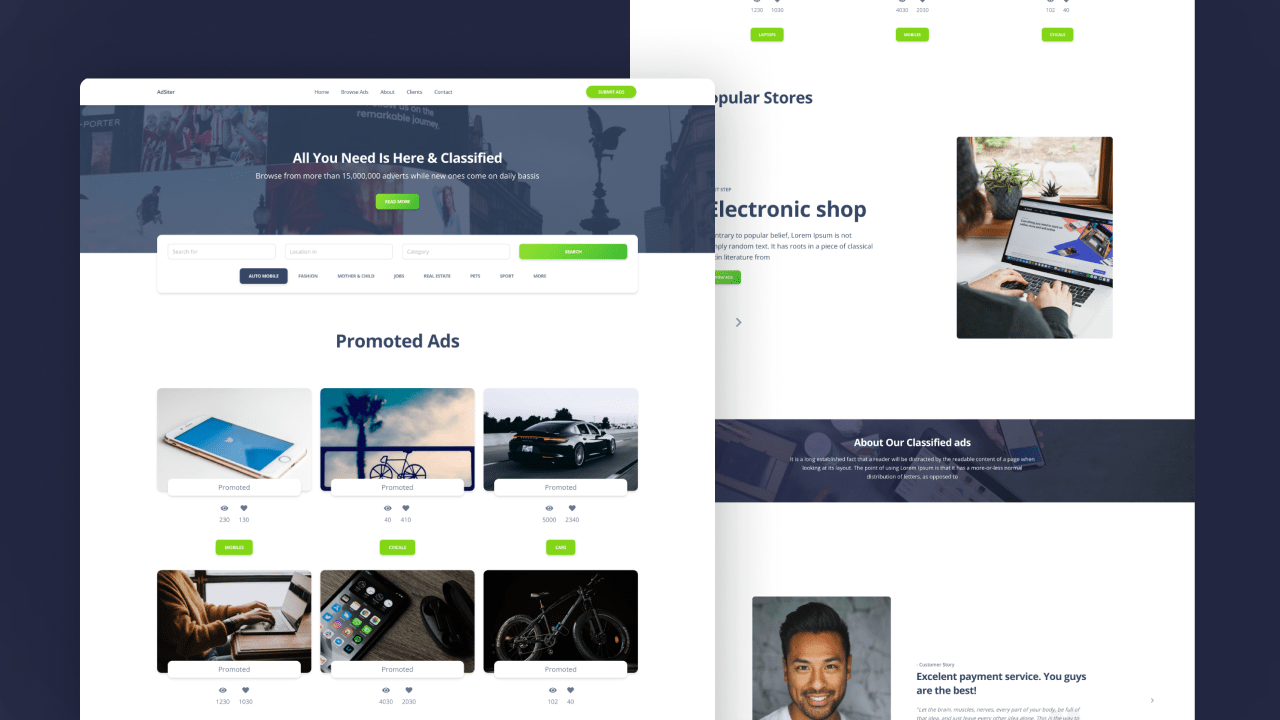 AdSiter
Home Browse Ads About Clients Contact
SUBMIT ADS
-PORTER
us on the
remarkable journey.
All You Need Is Here & Classified
Browse from more than 15,000,000 adverts while new ones come on daily bassis
READ MORE
Search for
Location in
Category
SEARCH
AUTO MOBILE FASHION MOTHER & CHILD JOBS REAL ESTATE PETS SPORT MORE
Promoted Ads
Promoted Promoted Promoted
230 130 40 410 5000 2340
MOBILES CYCALS CARS
Promoted Promoted Promoted
1230 1030 4030 2030 102 40
1230 1030 4030 2030 102 40
LAPTOPS MOBILES CYCALS
opular Stores
STEP
Electronic shop
ntrary to popular belief, Lorem Ipsum is not
mply random text. It has roots in a piece of classical
tin literature from
About Our Classified ads
It is a long established fact that a reader will be distracted by the readable content of a page when
looking at its layout. The point of using Lorem Ipsum is that it has a more-or-less normal
distribution of letters, as opposed to
- Customer Story
Excelent payment service. You guys
are the best!
"Let the brain, muscles, nerves, every part of your body, be full of
that idea, and just leave every other idea alone. This is the way to